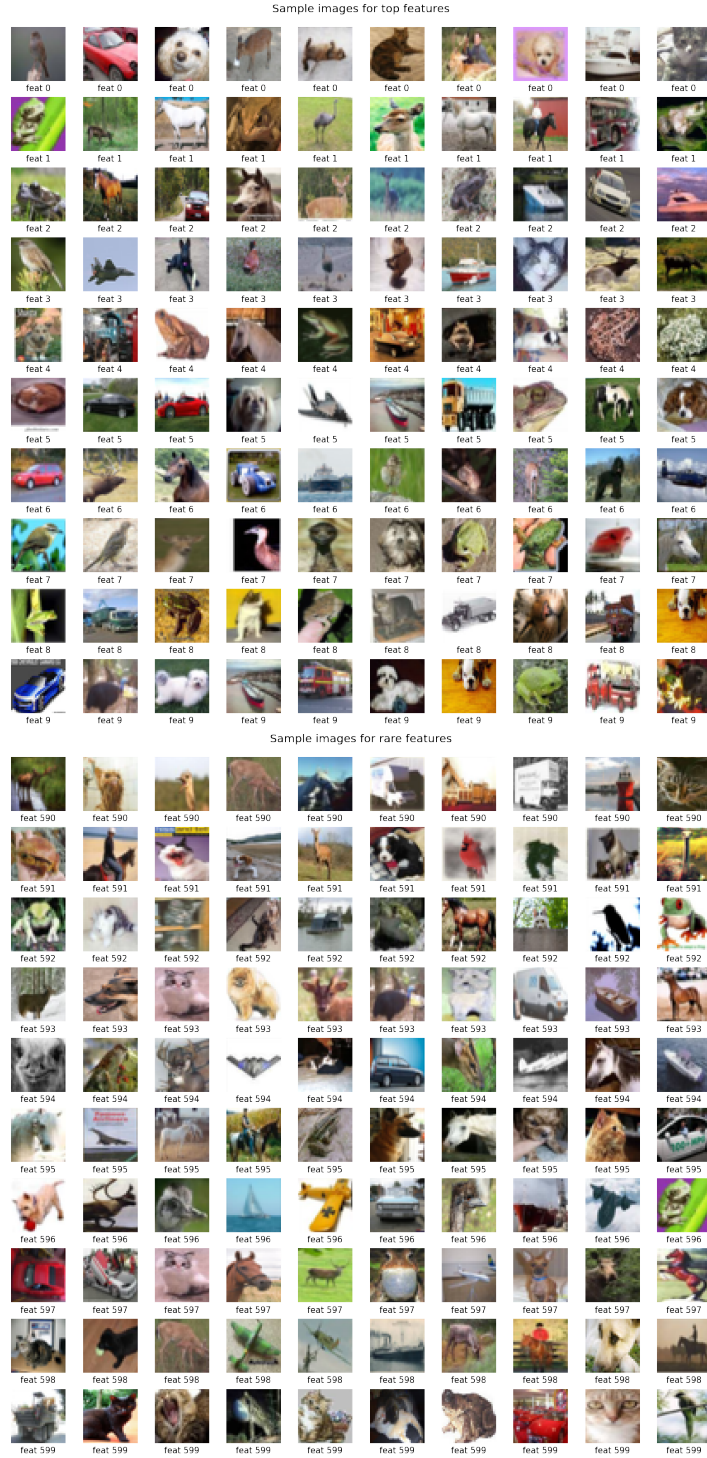 Sample images for top features
feat 0 feat 0 feat 0 feat 0 feat 0 feat 0 feat 0 feat 0 feat 0 feat 0
feat 1 feat 1 feat 1 feat 1 feat 1 feat 1 feat 1 feat 1 feat 1 feat 1
feat 2 feat 2 feat 2 feat 2 feat 2 feat 2 feat 2 feat 2 feat 2 feat 2
feat 3 feat 3 feat 3 feat 3 feat 3 feat 3 feat 3 feat 3 feat 3 feat 3
feat 4 feat 4 feat 4 feat 4 feat 4 feat 4 feat 4 feat 4 feat 4 feat 4
feat 5 feat 5 feat 5 feat 5 feat 5 feat 5 feat 5 feat 5 feat 5 feat 5
feat 6 feat 6 feat 6 feat 6 feat 6 feat 6 feat 6 feat 6 feat 6 feat 6
feat 7 feat 7 feat 7 feat 7 feat 7 feat 7 feat 7 feat 7 feat 7 feat 7
feat 8 feat 8 feat 8 feat 8 feat 8 feat 8 feat 8 feat 8 feat 8 feat 8
feat 9 feat 9 feat 9 feat 9 feat 9 feat 9 feat 9 feat 9 feat 9 feat 9
Sample images for rare features
feat 590 feat 590 feat 590 feat 590 feat 590 feat 590 feat 590 feat 590 feat 590 feat 590
feat 591 feat 591 feat 591 feat 591 feat 591 feat 591 feat 591 feat 591 feat 591 feat 591
feat 592 feat 592 feat 592 feat 592 feat 592 feat 592 feat 592 feat 592 feat 592 feat 592
feat 593 feat 593 feat 593 feat 593 feat 593 feat 593 feat 593 feat 593 feat 593 feat 593
feat 594 feat 594 feat 594 feat 594 feat 594 feat 594 feat 594 feat 594 feat 594 feat 594
feat 595 feat 595 feat 595 feat 595 feat 595 feat 595 feat 595 feat 595 feat 595 feat 595
feat 596 feat 596 feat 596 feat 596 feat 596 feat 596 feat 596 feat 596 feat 596 feat 596
feat 597 feat 597 feat 597 feat 597 feat 597 feat 597 feat 597 feat 597 feat 597 feat 597
feat 598 feat 598 feat 598 feat 598 feat 598 feat 598 feat 598 feat 598 feat 598 feat 598
feat 599 feat 599 feat 599 feat 599 feat 599 feat 599 feat 599 feat 599 feat 599 feat 599